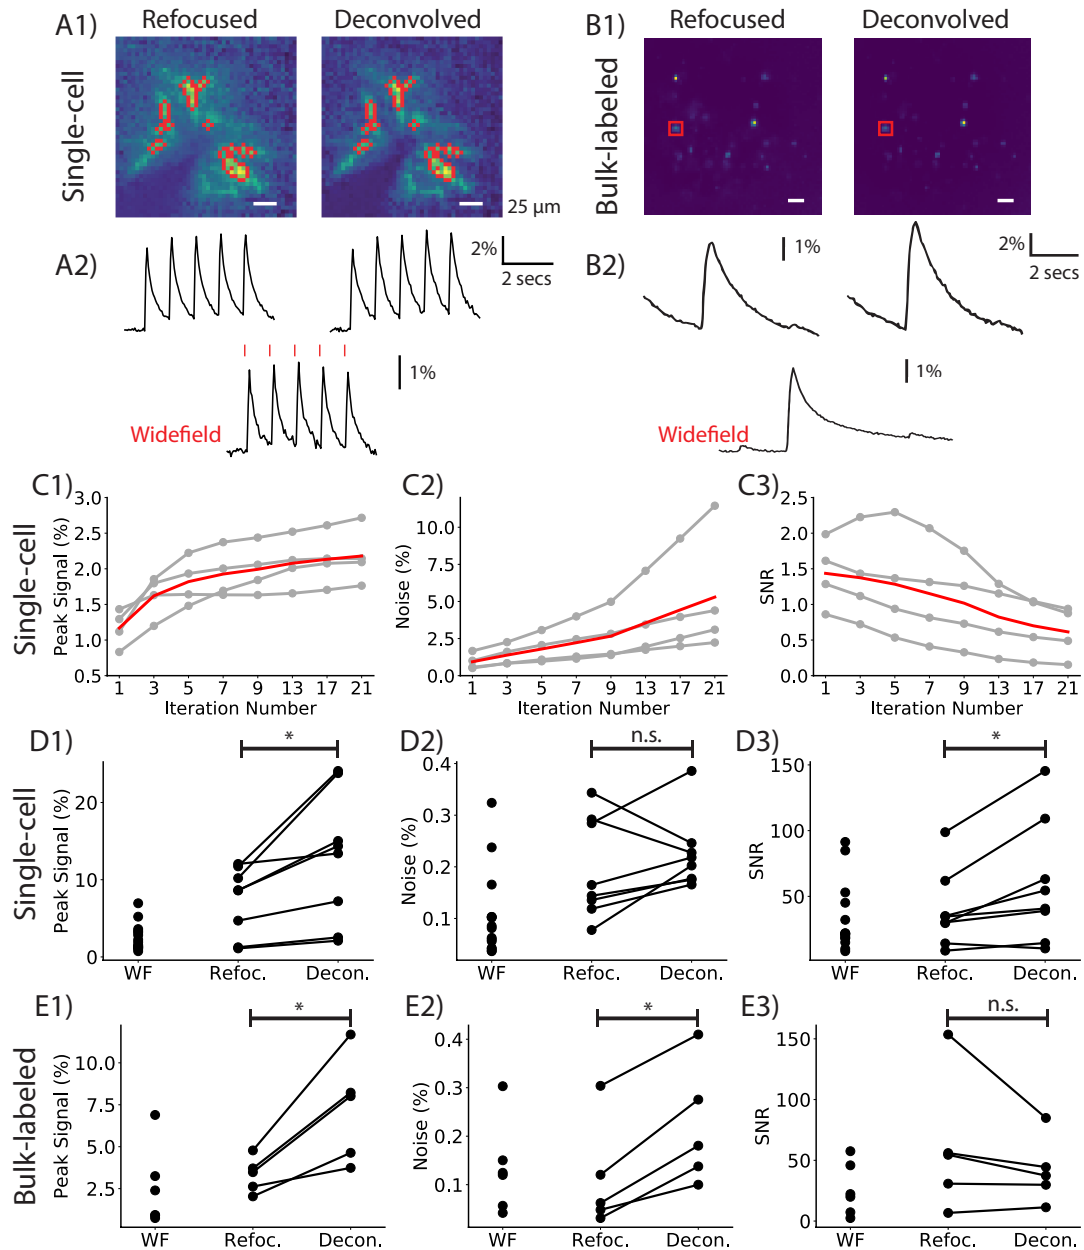 A1) Refocused Deconvolved B1) Refocused Deconvolved
Single-cell
Bulk-labeled
25 μm
A2) 2% 2 secs
B2) 1% 2% 2 secs
Widefield 1%
Widefield 1%
C1) C2) C3)
Single-cell
Peak Signal (%)
3.0
2.5
2.0
1.5
1.0
0.5
1 3 5 7 9 13 17 21
Iteration Number
Noise (%)
10.0
7.5
5.0
2.5
0.0
1 3 5 7 9 13 17 21
Iteration Number
SNR
2.5
2.0
1.5
1.0
0.5
0.0
1 3 5 7 9 13 17 21
Iteration Number
D1) * D2) n.s. D3) *
Single-cell
Peak Signal (%)
20
10
0
WF Refoc. Decon.
Noise (%)
0.4
0.3
0.2
0.1
WF Refoc. Decon.
SNR
150
100
50
WF Refoc. Decon.
E1) * E2) * E3) n.s.
Bulk-labeled
Peak Signal (%)
10.0
7.5
5.0
2.5
WF Refoc. Decon.
Noise (%)
0.4
0.3
0.2
0.1
WF Refoc. Decon.
SNR
150
100
50
0
WF Refoc. Decon.